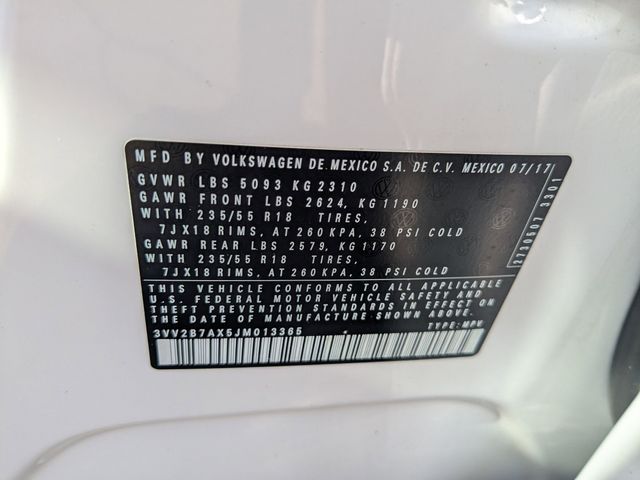 MFD BY VOLKSWAGEN DE MEXICO S.A. DE C.V. MEXICO 07/17
GVWR LBS 5093 KG 2310
GAWR FRONT LBS 2624, KG 1190
WITH 235/55 R18 TIRES,
7JX18 RIMS, AT 260 KPA, 38 PSI COLD
GAWR REAR LBS 2579, KG 1170
WITH 235/55 R18 TIRES,
7JX18 RIMS, AT 260 KPA, 38 PSI COLD
THIS VEHICLE CONFORMS TO ALL APPLICABLE
U.S. FEDERAL MOTOR VEHICLE SAFETY AND
THEFT PREVENTION STANDARDS IN EFFECT ON
THE DATE OF MANUFACTURE SHOWN ABOVE.
3VV2B7AX5JM013365 TYPE: MPV
2730507 3301